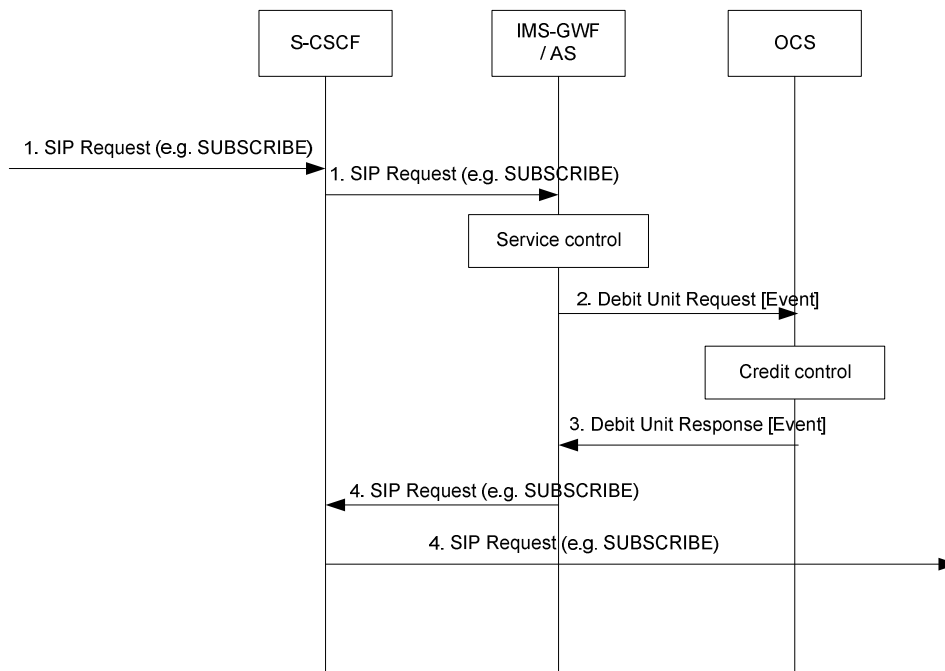 S-CSCF
IMS-GWF
/ AS
OCS
1. SIP Request (e.g. SUBSCRIBE)
1. SIP Request (e.g. SUBSCRIBE)
Service control
2. Debit Unit Request [Event]
Credit control
3. Debit Unit Response [Event]
4. SIP Request (e.g. SUBSCRIBE)
4. SIP Request (e.g. SUBSCRIBE)